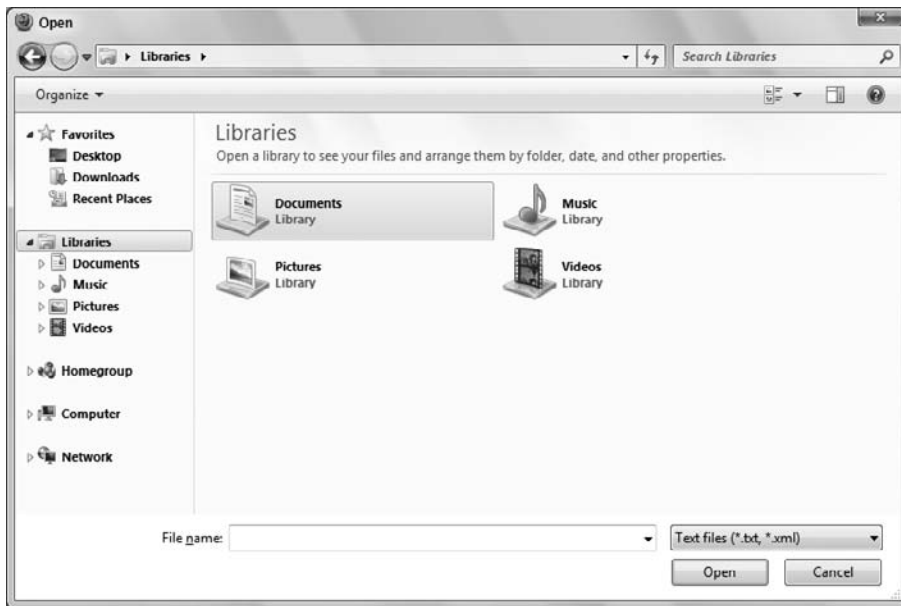 Open
Libraries
Search Libraries
Organize
Favorites
Desktop
Downloads
Recent Places
Libraries
Documents
Music
Pictures
Videos
Homegroup
Computer
Network
Libraries
Open a library to see your files and arrange them by folder, date, and other properties.
Documents
Library
Music
Library
Pictures
Library
Videos
Library
File name:
Text files (*.txt, *.xml)
Open
Cancel